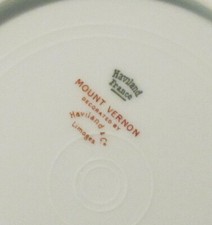 Haviland
France
MOUNT VERNON
DECORATED BY
Haviland & Co
Limoges